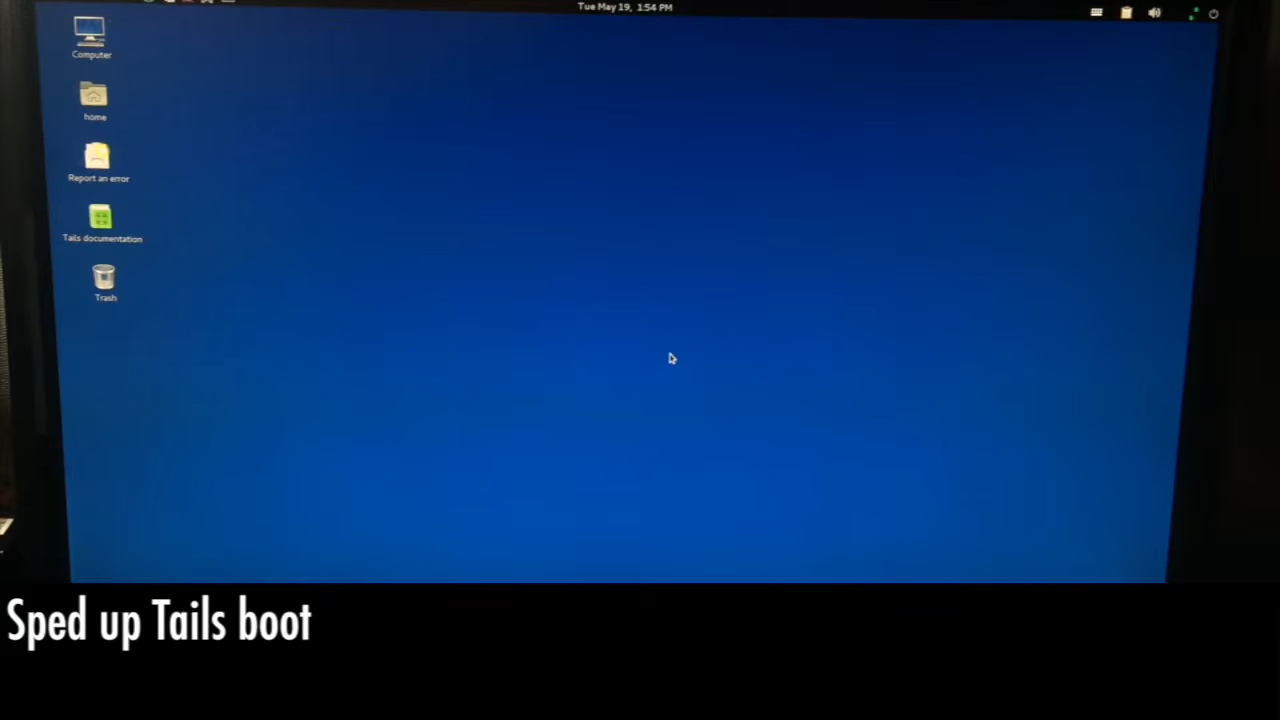 Tue May 19, 1:54 PM
Computer
home
Report an error
Tails documentation
Trash
Sped up Tails boot